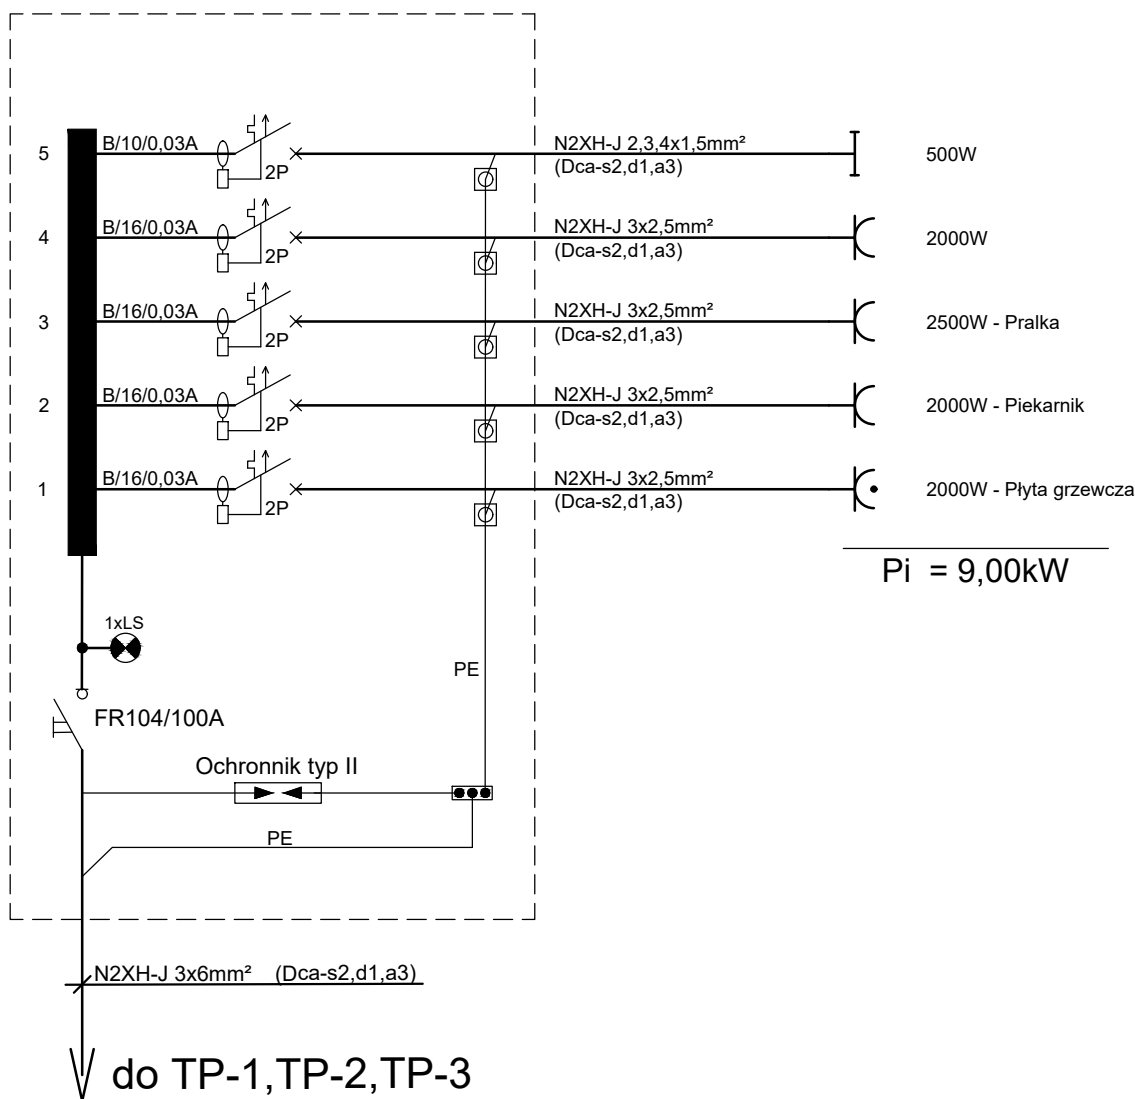 5 B/10/0,03A 2P N2XH-J 2,3,4x1,5mm² 500W
(Dca-s2,d1,a3)
4 B/16/0,03A 2P N2XH-J 3x2,5mm² 2000W
(Dca-s2,d1,a3)
3 B/16/0,03A 2P N2XH-J 3x2,5mm² 2500W - Pralka
(Dca-s2,d1,a3)
2 B/16/0,03A 2P N2XH-J 3x2,5mm² 2000W - Piekarnik
(Dca-s2,d1,a3)
1 B/16/0,03A 2P N2XH-J 3x2,5mm² 2000W - Płyta grzewcza
(Dca-s2,d1,a3)
Pi = 9,00kW
1xLS
PE
FR104/100A
Ochronnik typ II
PE
N2XH-J 3x6mm² (Dca-s2,d1,a3)
do TP-1,TP-2,TP-3